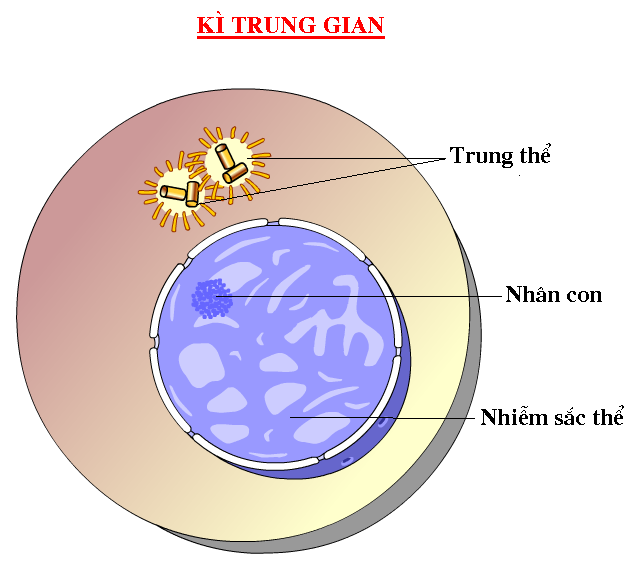 KÌ TRUNG GIAN
Trung thể
Nhân con
Nhiễm sắc thể